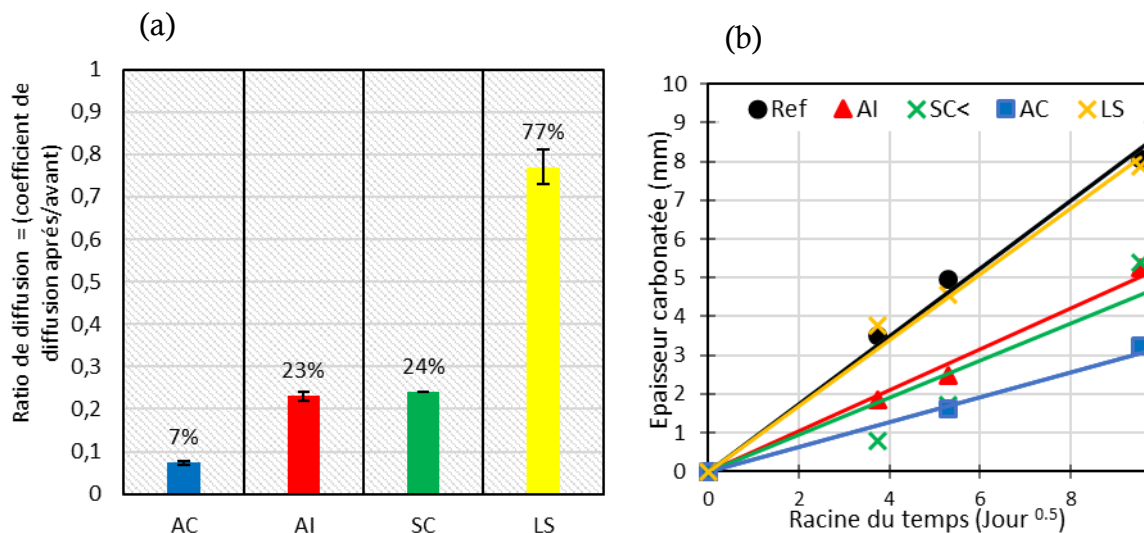 (a)
Ratio de diffusion = (coefficient de
diffusion aprés/avant)
1
0,9
0,8
0,7
0,6
0,5
0,4
0,3
0,2
0,1
0
7%
23%
24%
77%
AC AI SC LS
(b)
Epaisseur carbonatée (mm)
10
9
8
7
6
5
4
3
2
1
0
Ref AI SC< AC LS
0 2 4 6 8
Racine du temps (Jour 0.5)